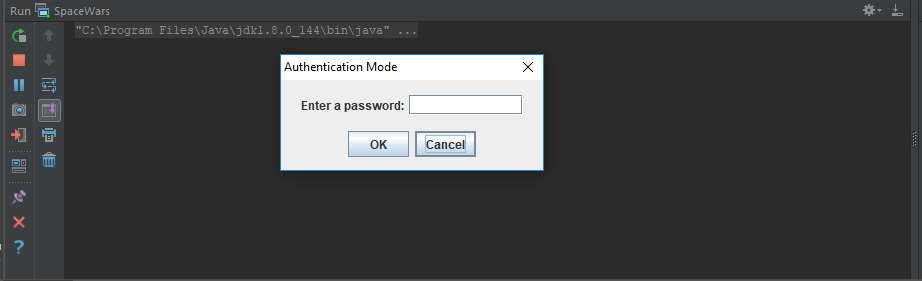 Run SpaceWars
"C:\Program Files\Java\jdk1.8.0_144\bin\java" ...
Authentication Mode
Enter a password:
OK Cancel